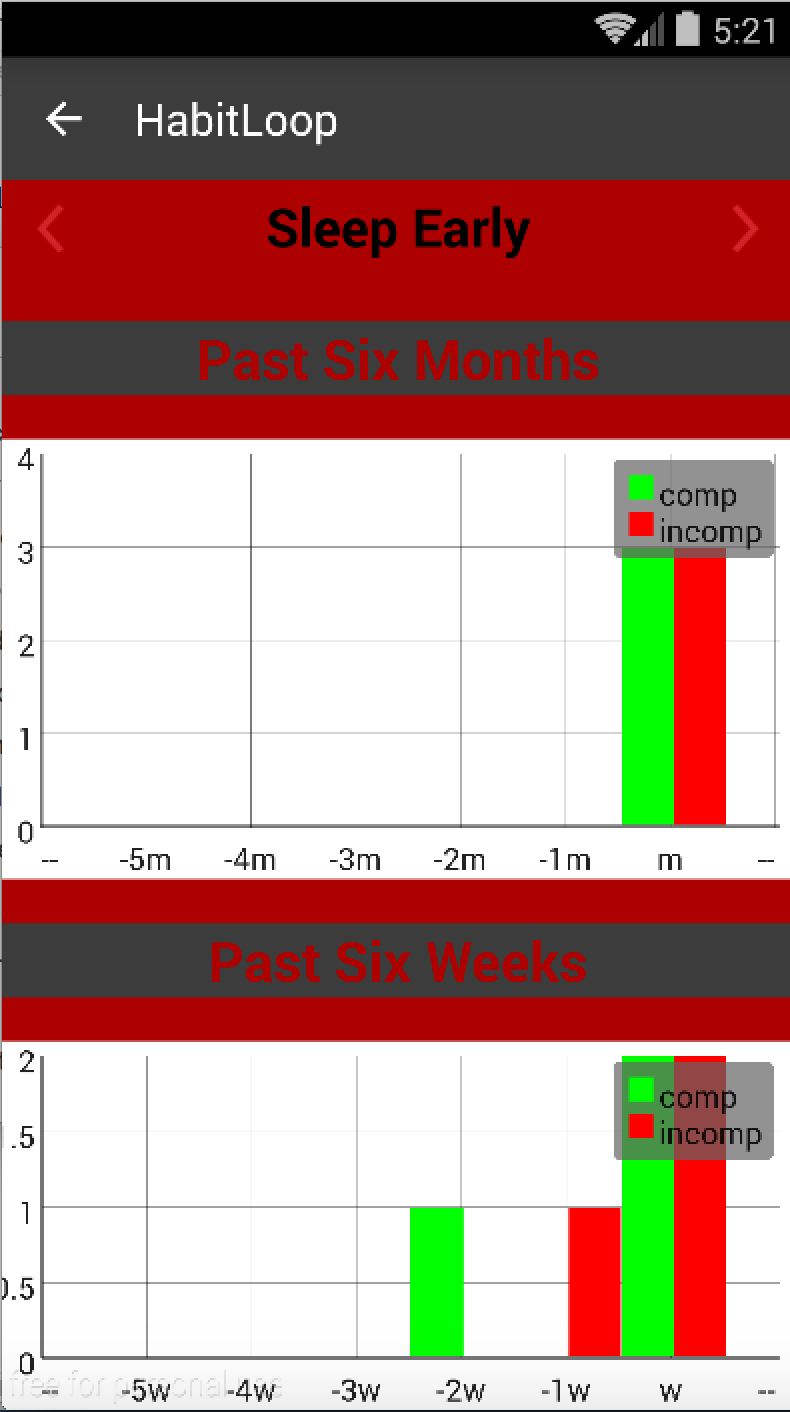 5:21
HabitLoop
Sleep Early
Past Six Months
4
comp
incomp
3
2
1
0
-- -5m -4m -3m -2m -1m m --
Past Six Weeks
2
comp
.5
incomp
1
0.5
0
free for personal use
-- -5w -4w -3w -2w -1w w --